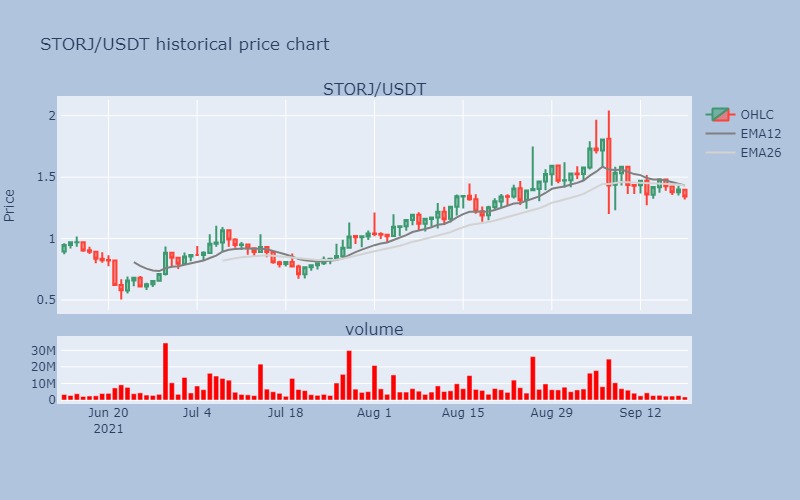 STORJ/USDT historical price chart
STORJ/USDT
2
1.5
1
0.5
Price
OHLC
EMA12
EMA26
volume
30M
20M
10M
0
Jun 20
2021
Jul 4
Jul 18
Aug 1
Aug 15
Aug 29
Sep 12